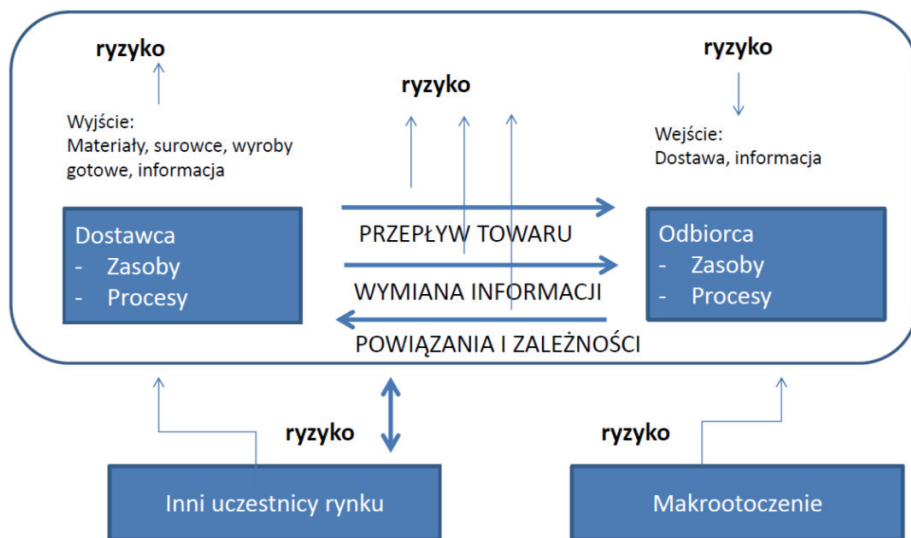 ryzyko
ryzyko
ryzyko
Wyjście:
Materiały, surowce, wyroby
gotowe, informacja
Wejście:
Dostawa, informacja
Dostawca
- Zasoby
- Procesy
PRZEPŁYW TOWARU
WYMIANA INFORMACJI
POWIĄZANIA I ZALEŻNOŚCI
Odbiorca
- Zasoby
- Procesy
ryzyko
ryzyko
Inni uczestnicy rynku
Makrootoczenie